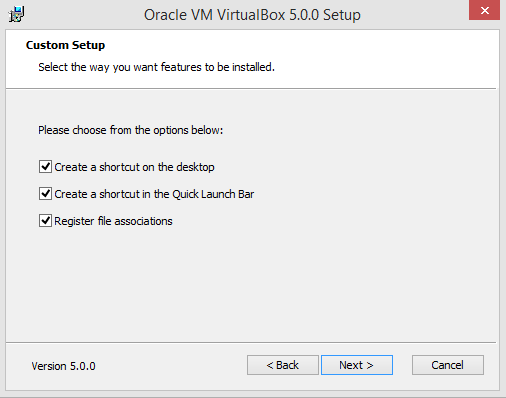 Oracle VM VirtualBox 5.0.0 Setup
Custom Setup
Select the way you want features to be installed.
Please choose from the options below:
Create a shortcut on the desktop
Create a shortcut in the Quick Launch Bar
Register file associations
Version 5.0.0
< Back
Next >
Cancel